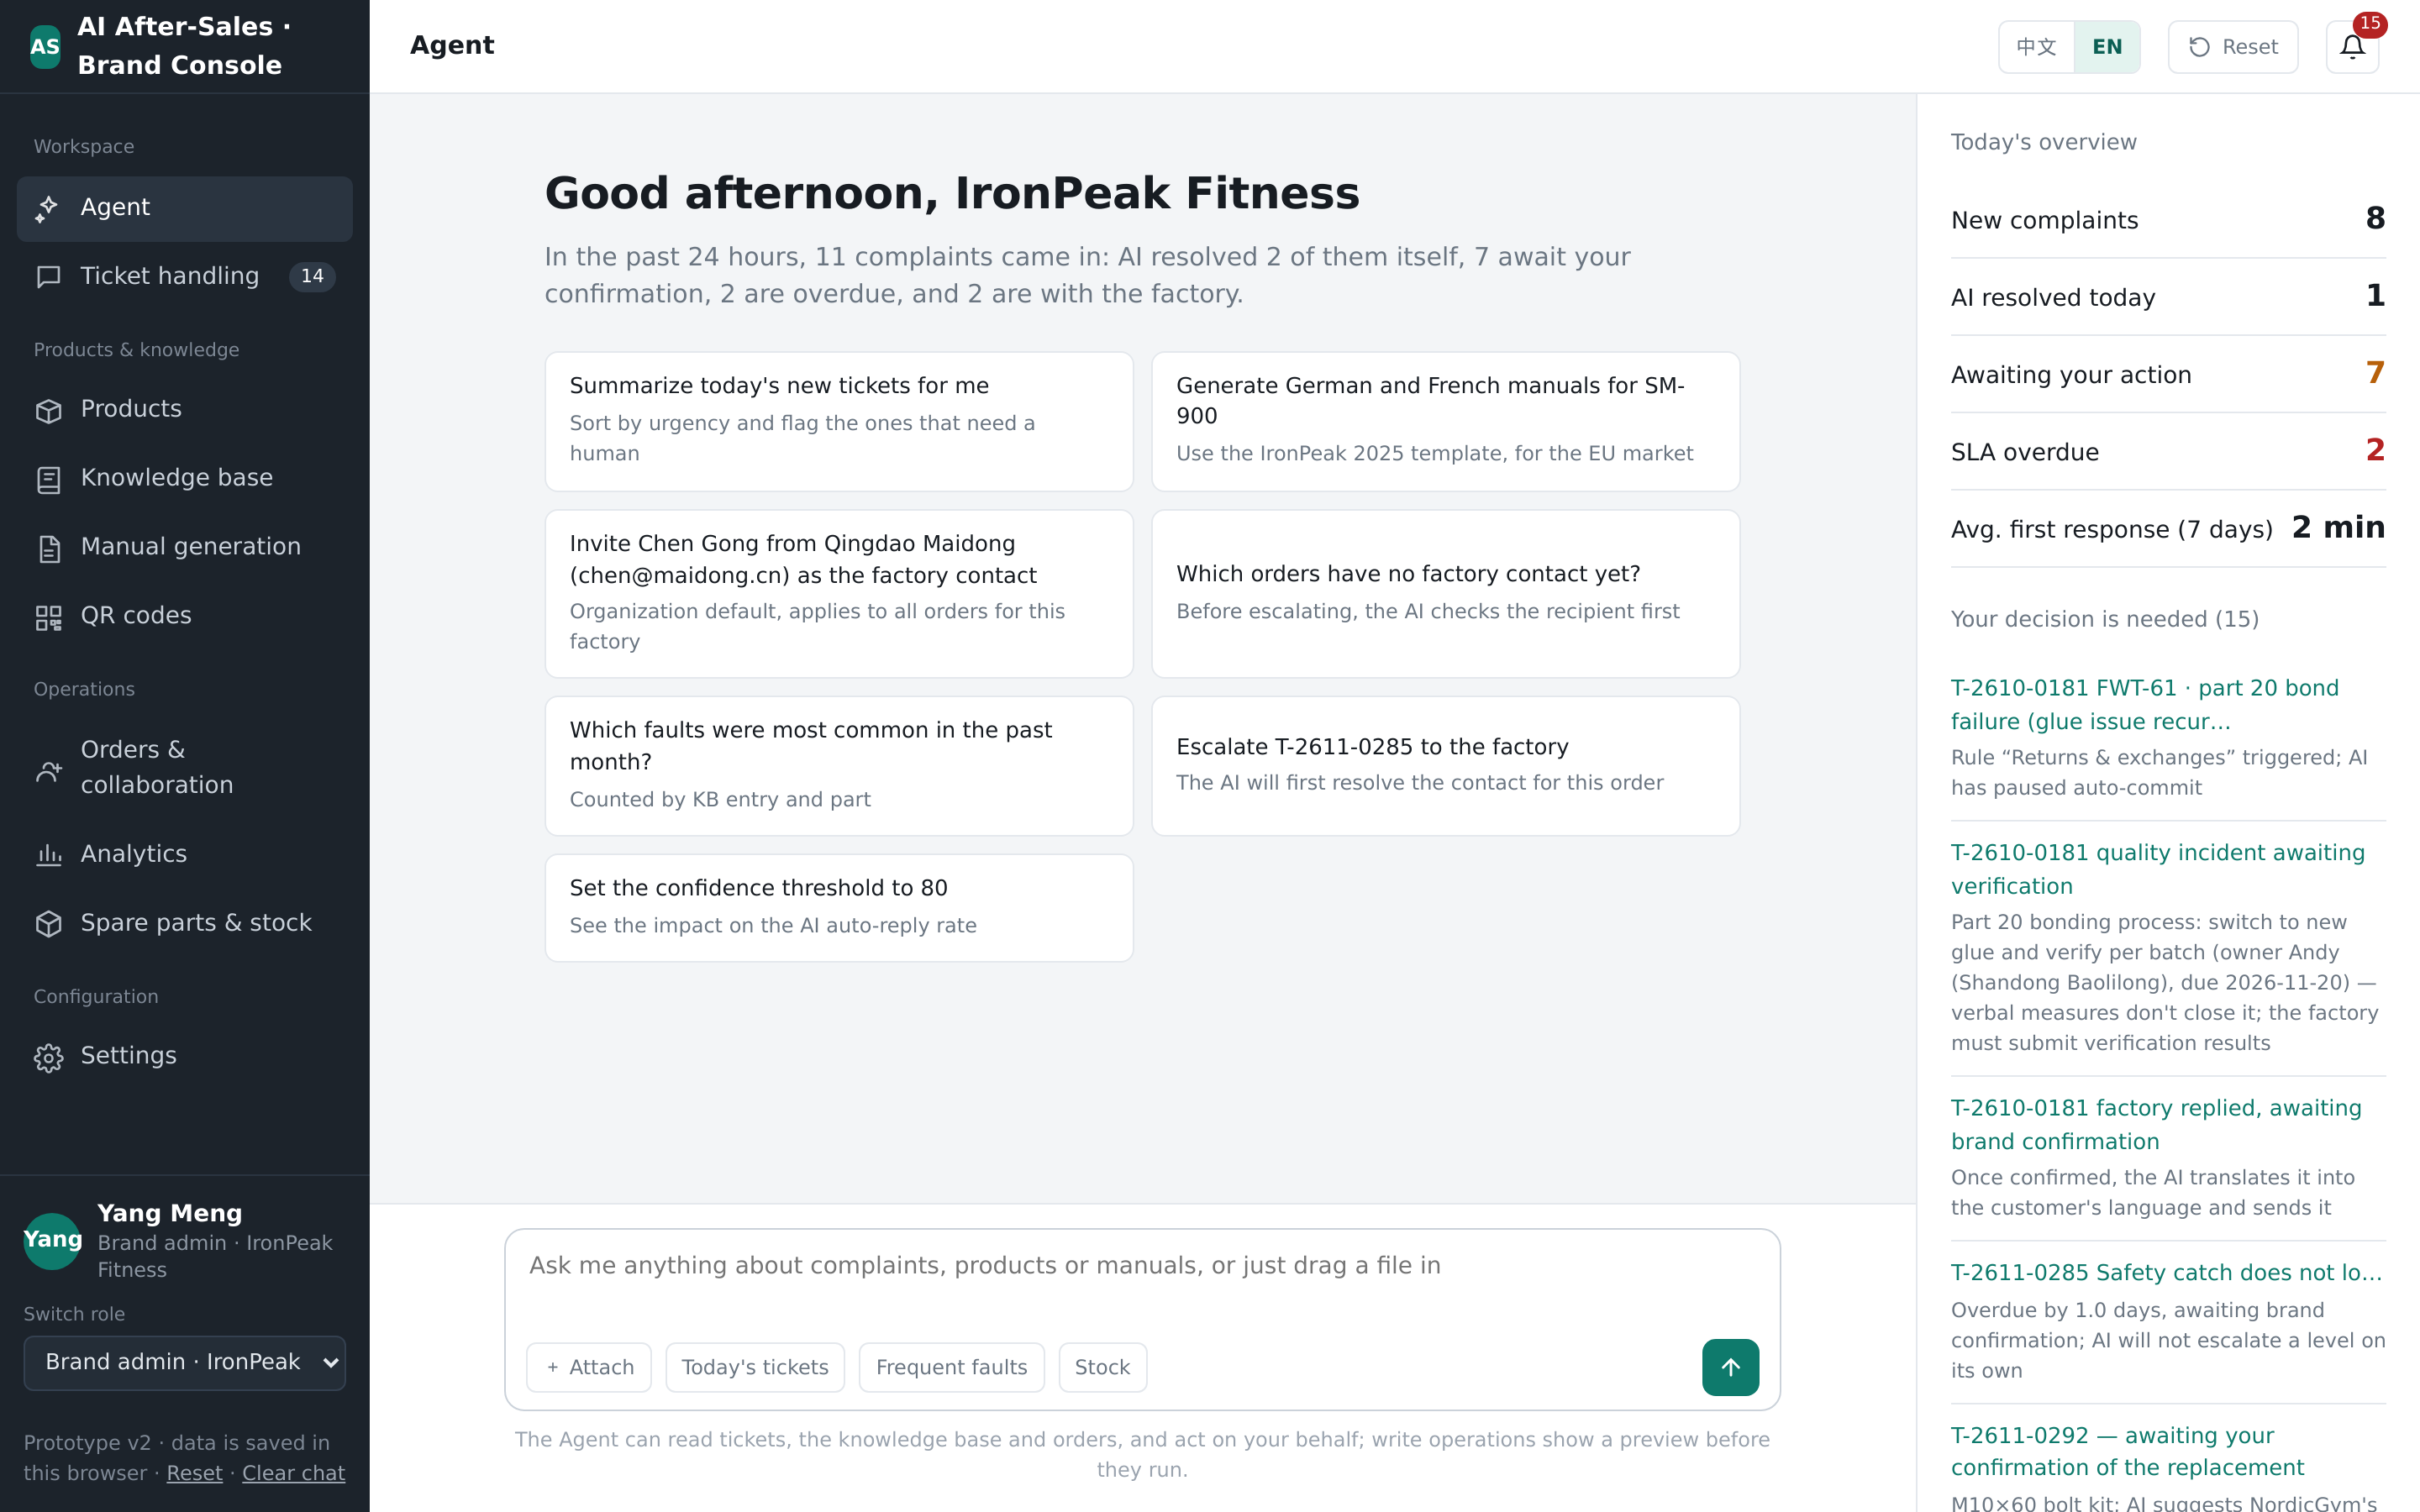 AS
AI After-Sales ·
Brand Console
Workspace
Agent
Ticket handling 14
Products & knowledge
Products
Knowledge base
Manual generation
QR codes
Operations
Orders &
collaboration
Analytics
Spare parts & stock
Configuration
Settings
Yang
Yang Meng
Brand admin · IronPeak
Fitness
Switch role
Brand admin · IronPeak
Prototype v2 · data is saved in
this browser · Reset · Clear chat
Agent
中文 EN
Reset
15
Good afternoon, IronPeak Fitness
In the past 24 hours, 11 complaints came in: AI resolved 2 of them itself, 7 await your
confirmation, 2 are overdue, and 2 are with the factory.
Summarize today's new tickets for me
Sort by urgency and flag the ones that need a
human
Generate German and French manuals for SM-
900
Use the IronPeak 2025 template, for the EU market
Invite Chen Gong from Qingdao Maidong
(chen@maidong.cn) as the factory contact
Organization default, applies to all orders for this
factory
Which orders have no factory contact yet?
Before escalating, the AI checks the recipient first
Which faults were most common in the past
month?
Counted by KB entry and part
Escalate T-2611-0285 to the factory
The AI will first resolve the contact for this order
Set the confidence threshold to 80
See the impact on the AI auto-reply rate
Ask me anything about complaints, products or manuals, or just drag a file in
+ Attach
Today's tickets
Frequent faults
Stock
The Agent can read tickets, the knowledge base and orders, and act on your behalf; write operations show a preview before
they run.
Today's overview
New complaints 8
AI resolved today 1
Awaiting your action 7
SLA overdue 2
Avg. first response (7 days) 2 min
Your decision is needed (15)
T-2610-0181 FWT-61 · part 20 bond
failure (glue issue recur…
Rule “Returns & exchanges” triggered; AI
has paused auto-commit
T-2610-0181 quality incident awaiting
verification
Part 20 bonding process: switch to new
glue and verify per batch (owner Andy
(Shandong Baolilong), due 2026-11-20) —
verbal measures don't close it; the factory
must submit verification results
T-2610-0181 factory replied, awaiting
brand confirmation
Once confirmed, the AI translates it into
the customer's language and sends it
T-2611-0285 Safety catch does not lo…
Overdue by 1.0 days, awaiting brand
confirmation; AI will not escalate a level on
its own
T-2611-0292 — awaiting your
confirmation of the replacement
M10×60 bolt kit; AI suggests NordicGym's